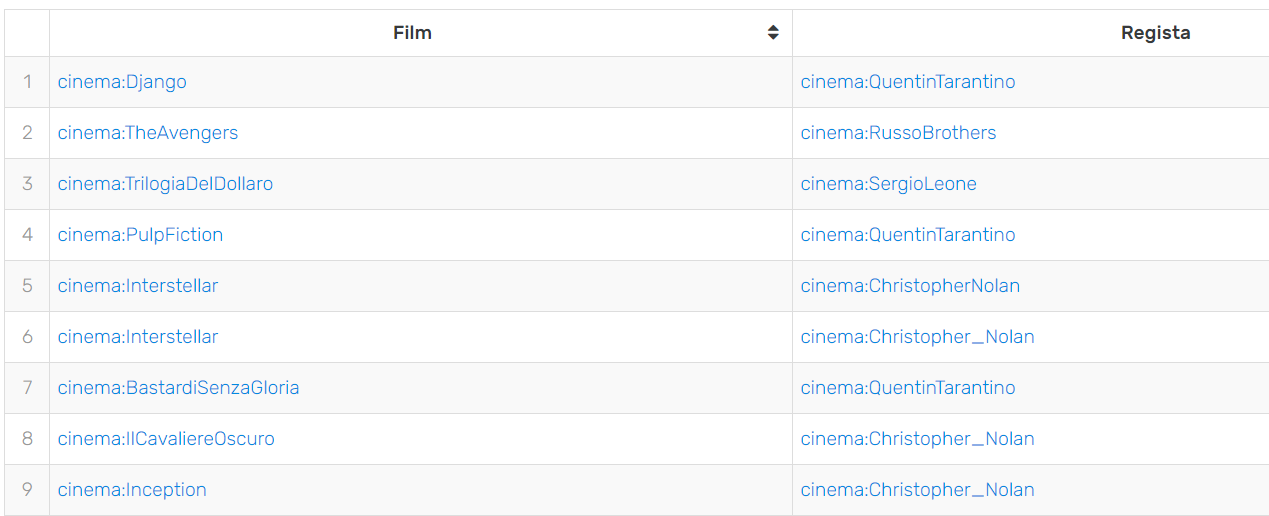 Film Regista
1 cinema:Django cinema:QuentinTarantino
2 cinema:TheAvengers cinema:RussoBrothers
3 cinema:TrilogiaDelDollaro cinema:SergioLeone
4 cinema:PulpFiction cinema:QuentinTarantino
5 cinema:Interstellar cinema:ChristopherNolan
6 cinema:Interstellar cinema:Christopher_Nolan
7 cinema:BastardiSenzaGloria cinema:QuentinTarantino
8 cinema:IlCavaliereOscuro cinema:Christopher_Nolan
9 cinema:Inception cinema:Christopher_Nolan